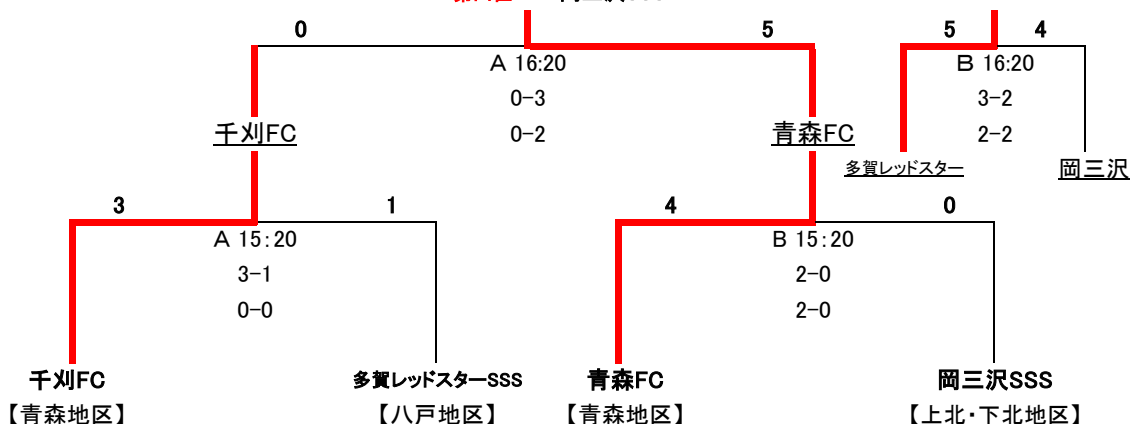 0 5 5 4
A 16:20 B 16:20
0-3 3-2
0-2 2-2
千刈FC 青森FC 多賀レッドスター 岡三沢
3 1 4 0
A 15:20 B 15:20
3-1 2-0
0-0 2-0
千刈FC 多賀レッドスターSSS 青森FC 岡三沢SSS
【青森地区】 【八戸地区】 【青森地区】 【上北・下北地区】